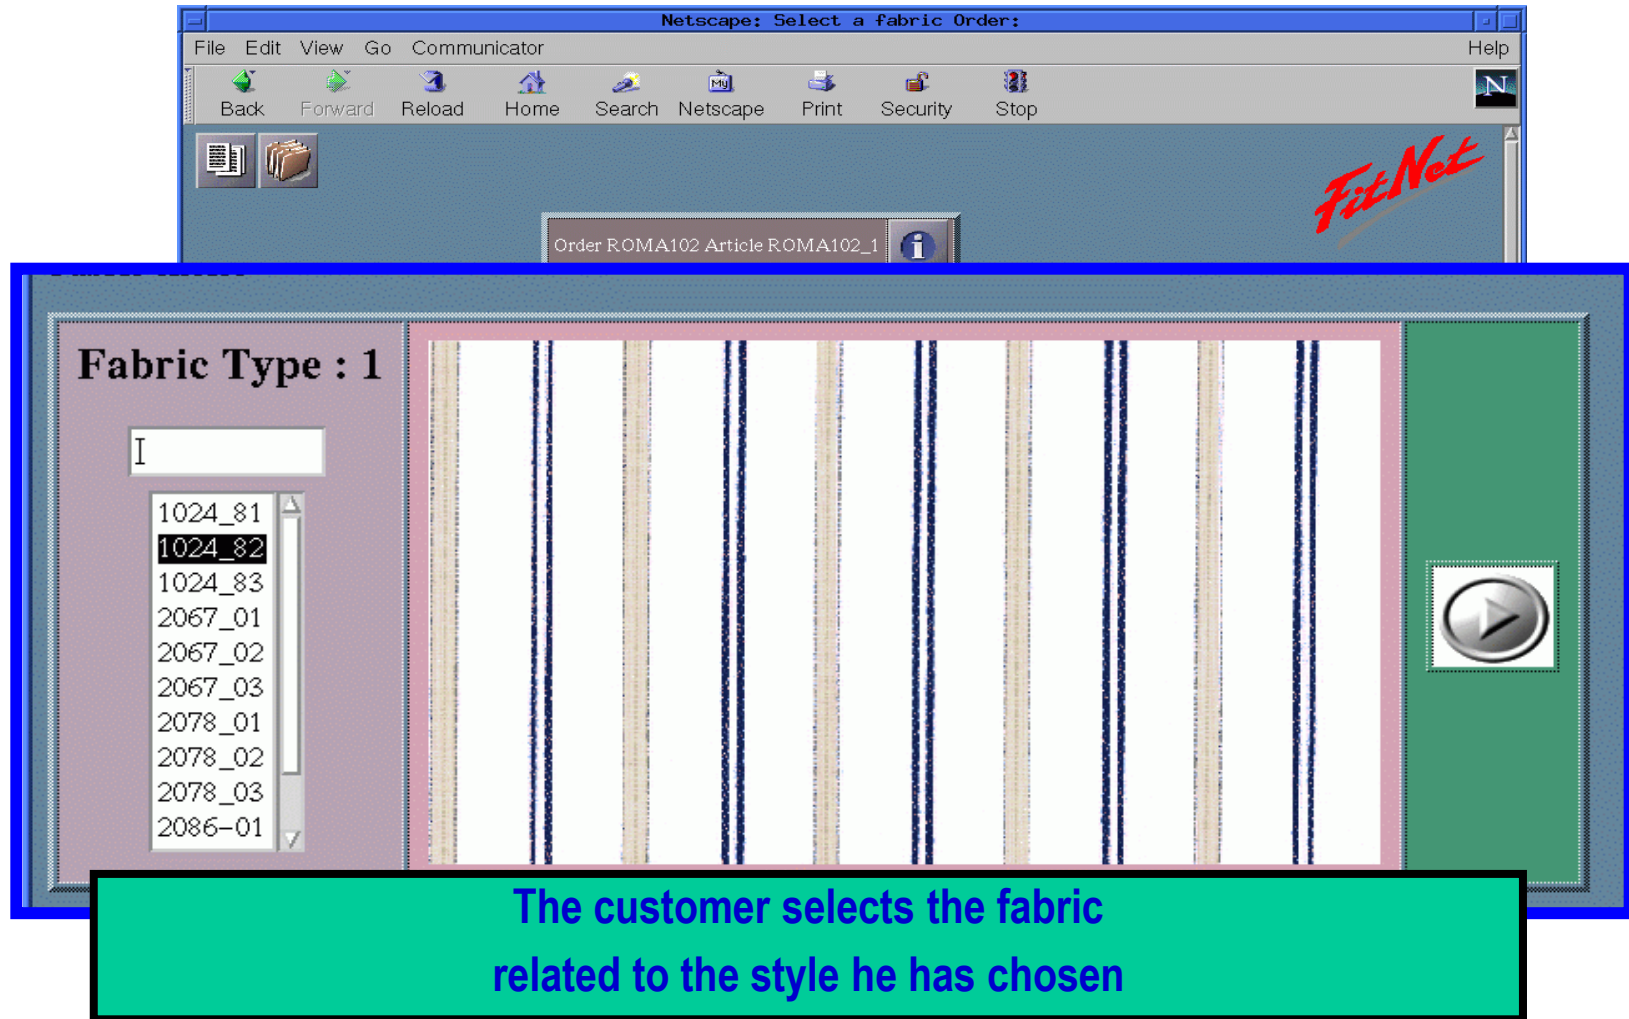 Netscape: Select a fabric Order:
File Edit View Go Communicator Help
Back Forward Reload Home Search Netscape Print Security Stop
My
N
FitNet
Order ROMA102 Article ROMA102_1
i
Fabric Type : 1
1024_81
1024_82
1024_83
2067_01
2067_02
2067_03
2078_01
2078_02
2078_03
2086-01
The customer selects the fabric
related to the style he has chosen